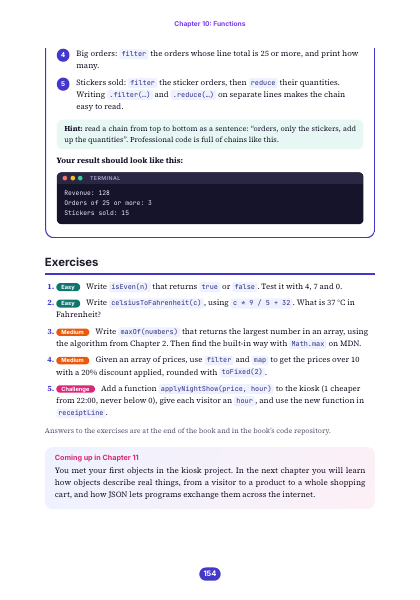 Chapter 10: Functions
4 Big orders: filter the orders whose line total is 25 or more, and print how
many.
5 Stickers sold: filter the sticker orders, then reduce their quantities.
Writing .filter(…) and .reduce(…) on separate lines makes the chain
easy to read.
Hint: read a chain from top to bottom as a sentence: “orders, only the stickers, add
up the quantities”. Professional code is full of chains like this.
Your result should look like this:
TERMINAL
Revenue: 128
Orders of 25 or more: 3
Stickers sold: 15
Exercises
1. Easy Write isEven(n) that returns true or false. Test it with 4, 7 and 0.
2. Easy Write celsiusToFahrenheit(c), using c * 9 / 5 + 32. What is 37 °C in
Fahrenheit?
3. Medium Write maxOf(numbers) that returns the largest number in an array, using
the algorithm from Chapter 2. Then find the built-in way with Math.max on MDN.
4. Medium Given an array of prices, use filter and map to get the prices over 10
with a 20% discount applied, rounded with toFixed(2).
5. Challenge Add a function applyNightShow(price, hour) to the kiosk (1 cheaper
from 22:00, never below 0), give each visitor an hour, and use the new function in
receiptLine.
Answers to the exercises are at the end of the book and in the book’s code repository.
Coming up in Chapter 11
You met your first objects in the kiosk project. In the next chapter you will learn
how objects describe real things, from a visitor to a product to a whole shopping
cart, and how JSON lets programs exchange them across the internet.
154